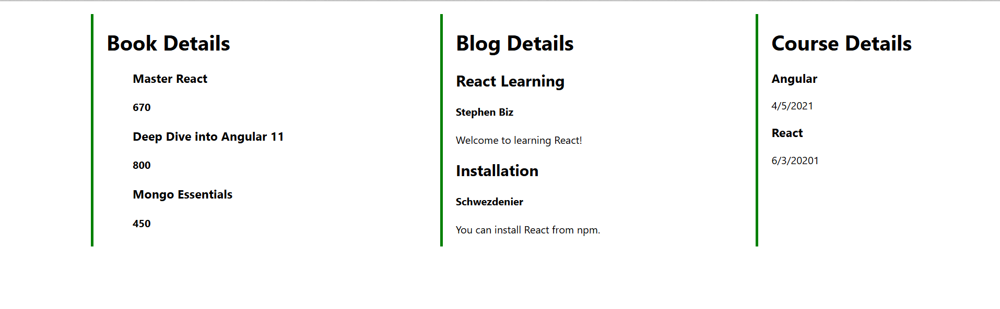 Book Details
Master React
670
Deep Dive into Angular 11
800
Mongo Essentials
450
Blog Details
React Learning
Stephen Biz
Welcome to learning React!
Installation
Schwezdenier
You can install React from npm.
Course Details
Angular
4/5/2021
React
6/3/20201